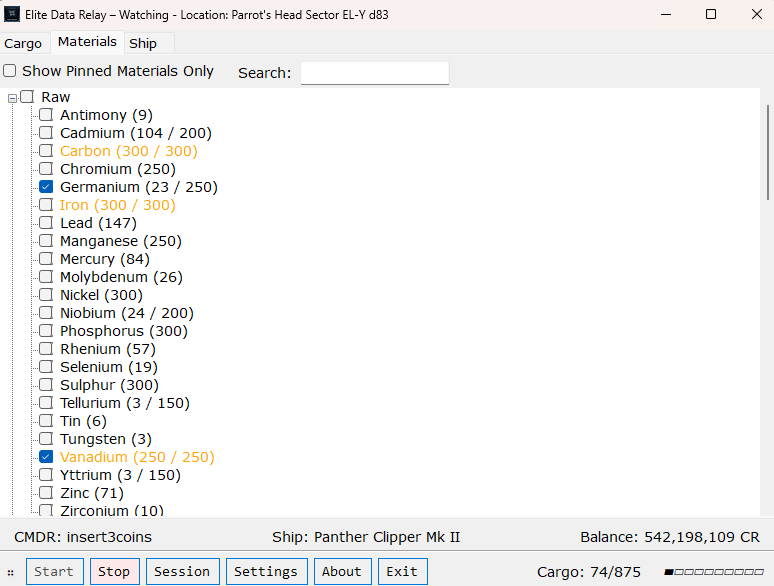 Elite Data Relay – Watching - Location: Parrot's Head Sector EL-Y d83
Cargo Materials Ship
Show Pinned Materials Only Search:
Raw
Antimony (9)
Cadmium (104 / 200)
Carbon (300 / 300)
Chromium (250)
Germanium (23 / 250)
Iron (300 / 300)
Lead (147)
Manganese (250)
Mercury (84)
Molybdenum (26)
Nickel (300)
Niobium (24 / 200)
Phosphorus (300)
Rhenium (57)
Selenium (19)
Sulphur (300)
Tellurium (3 / 150)
Tin (6)
Tungsten (3)
Vanadium (250 / 250)
Yttrium (3 / 150)
Zinc (71)
Zirconium (10)
CMDR: insert3coins Ship: Panther Clipper Mk II Balance: 542,198,109 CR
Start Stop Session Settings About Exit Cargo: 74/875